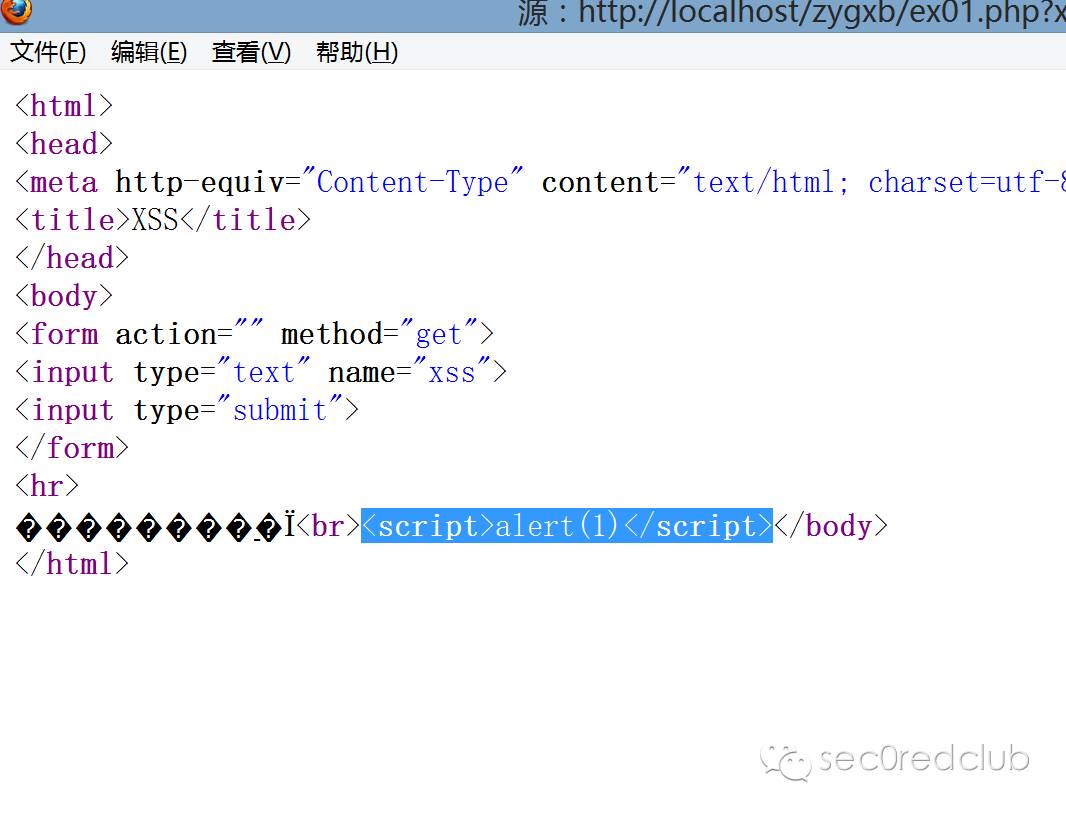 源：http://localhost/zygxb/ex01.php?x
文件(F) 编辑(E) 查看(V) 帮助(H)
<html>
<head>
<meta http-equiv="Content-Type" content="text/html; charset=utf-8
<title>XSS</title>
</head>
<body>
<form action="" method="get">
<input type="text" name="xss">
<input type="submit">
</form>
<hr>
���������_�Ï<br><script>alert(1)</script></body>
</html>
sec0redclub